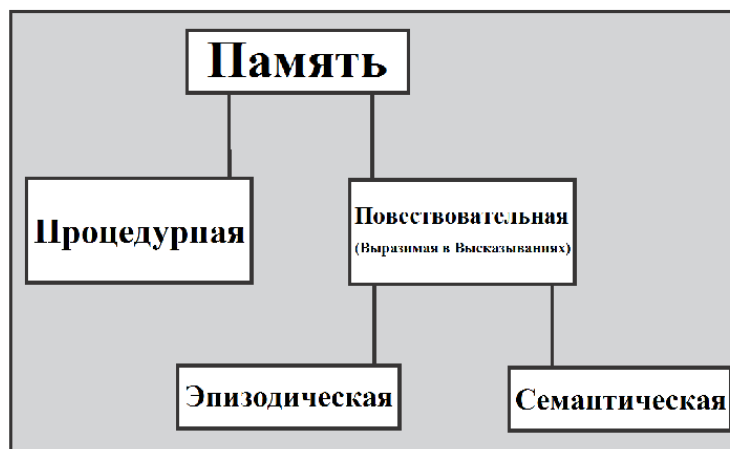 Память
Процедурная
Повествовательная
(Выразимая в Высказываниях)
Эпизодическая
Семантическая